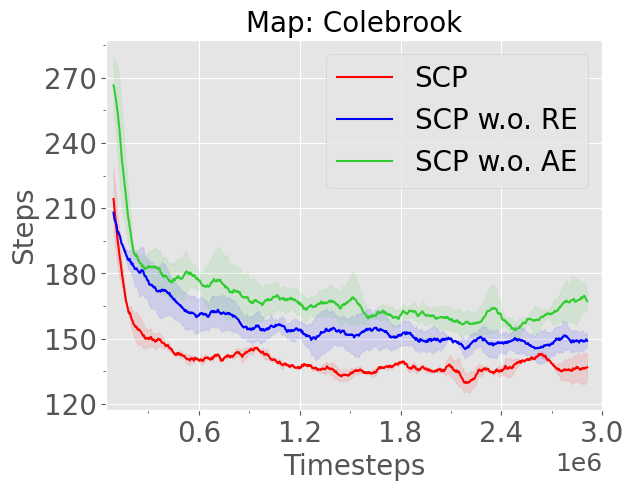 Map: Colebrook
SCP
SCP w.o. RE
SCP w.o. AE
Steps
270
240
210
180
150
120
0.6 1.2 1.8 2.4 3.0
Timesteps
1e6